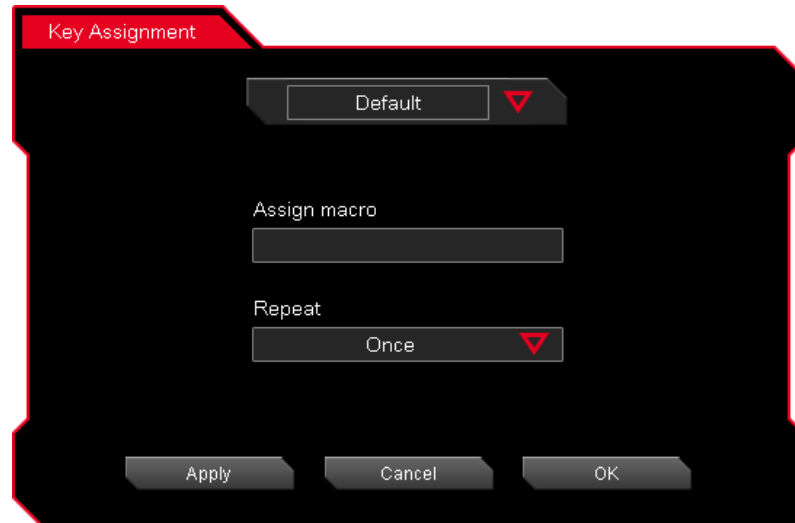 Key Assignment
Default
Assign macro
Repeat
Once
Apply Cancel OK